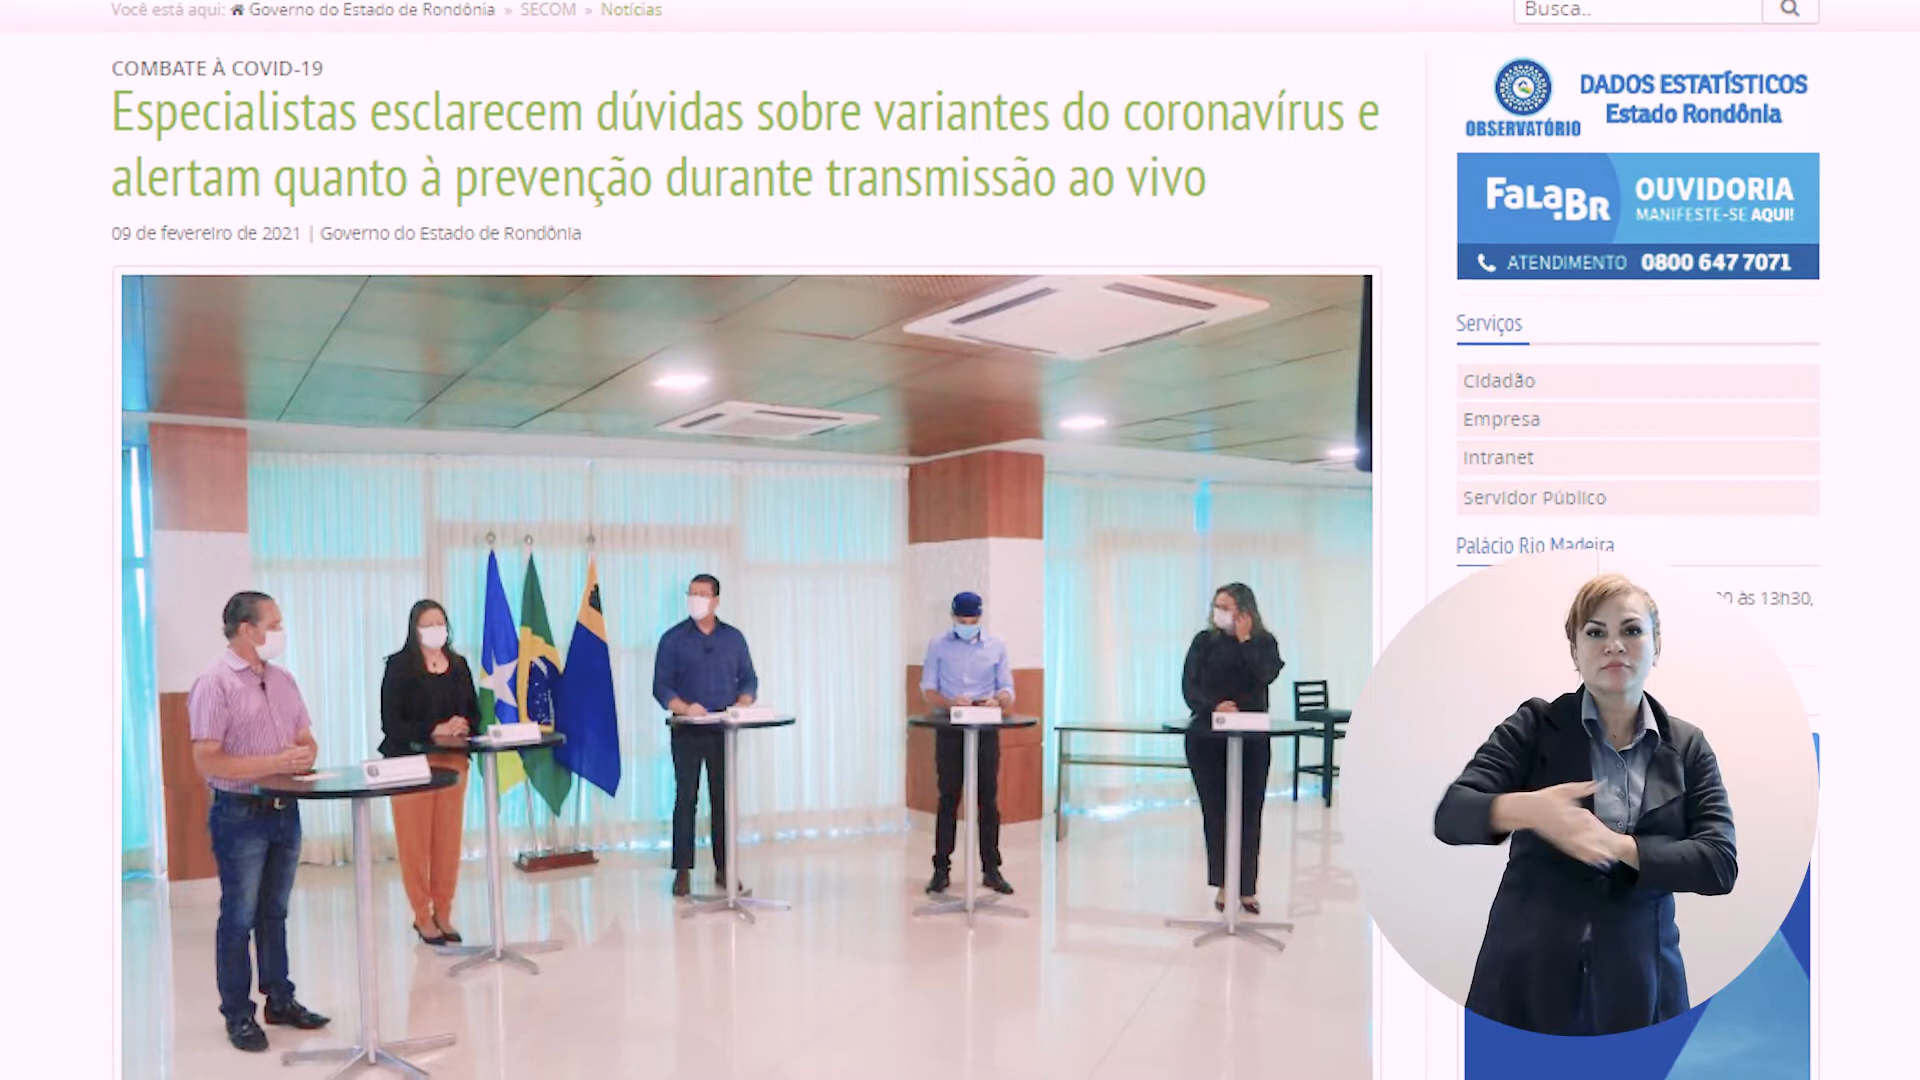 Você está aqui: Governo do Estado de Rondônia » SECOM » Notícias
Busca..
COMBATE À COVID-19
Especialistas esclarecem dúvidas sobre variantes do coronavírus e
alertam quanto à prevenção durante transmissão ao vivo
09 de fevereiro de 2021 | Governo do Estado de Rondônia
OBSERVATÓRIO
DADOS ESTATÍSTICOS
Estado Rondônia
Fala.BR
OUVIDORIA
MANIFESTE-SE AQUI!
ATENDIMENTO 0800 647 7071
Serviços
Cidadão
Empresa
Intranet
Servidor Público
Palácio Rio Madeira
às 13h30,